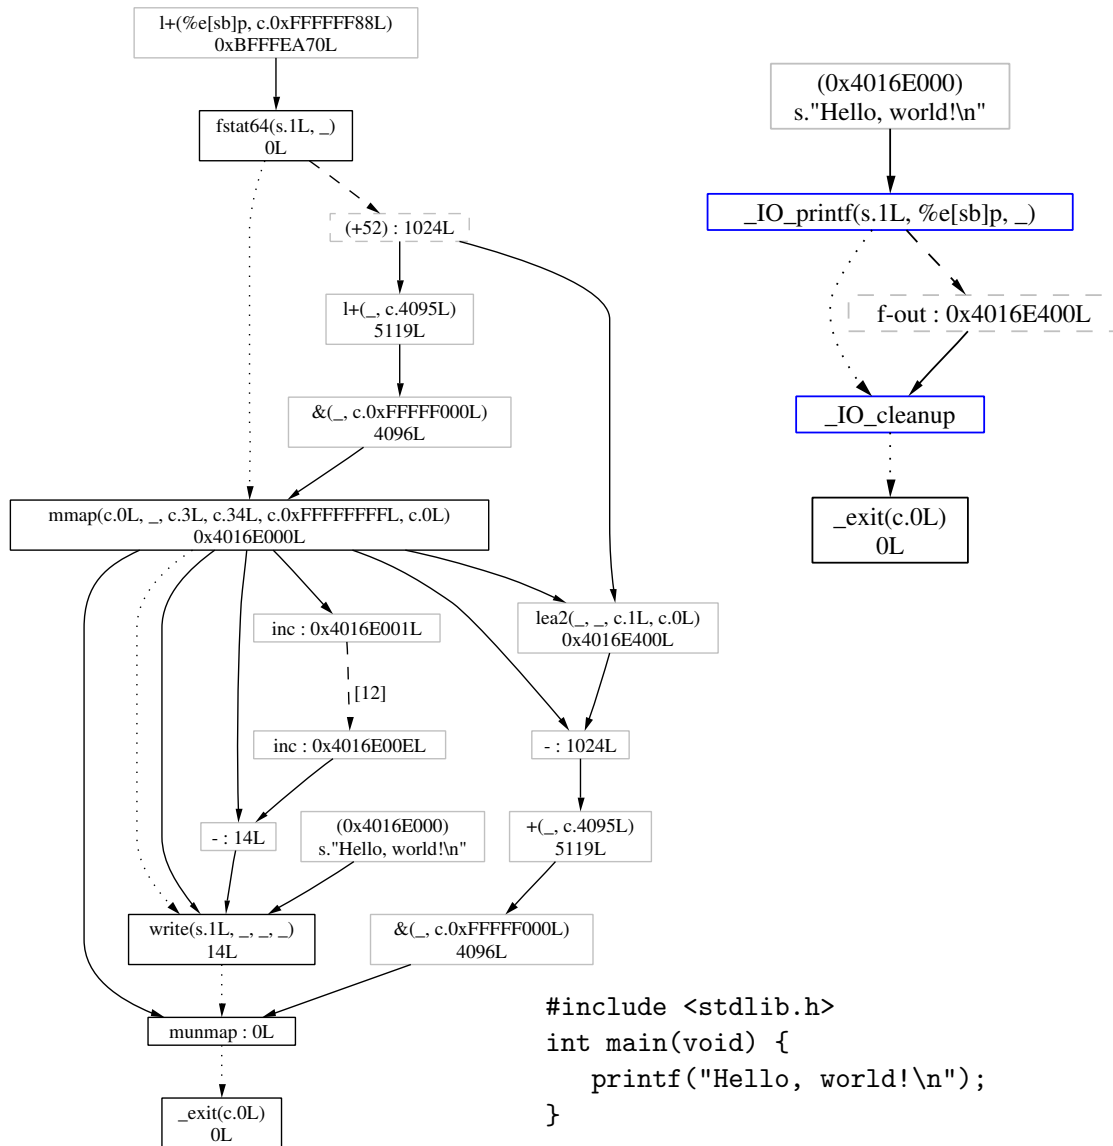 l+(%e[sb]p, c.0xFFFFFF88L)
0xBFFFEA70L
fstat64(s.1L, _)
0L
(+52) : 1024L
l+(_, c.4095L)
5119L
&(_, c.0xFFFFF000L)
4096L
mmap(c.0L, _, c.3L, c.34L, c.0xFFFFFFFFL, c.0L)
0x4016E000L
inc : 0x4016E001L
lea2(_, _, c.1L, c.0L)
0x4016E400L
[12]
inc : 0x4016E00EL
- : 1024L
- : 14L
(0x4016E000)
s."Hello, world!\n"
+(_, c.4095L)
5119L
write(s.1L, _, _, _)
14L
&(_, c.0xFFFFF000L)
4096L
munmap : 0L
_exit(c.0L)
0L
(0x4016E000)
s."Hello, world!\n"
_IO_printf(s.1L, %e[sb]p, _)
f-out : 0x4016E400L
_IO_cleanup
_exit(c.0L)
0L
#include <stdlib.h>
int main(void) {
   printf("Hello, world!\n");
}